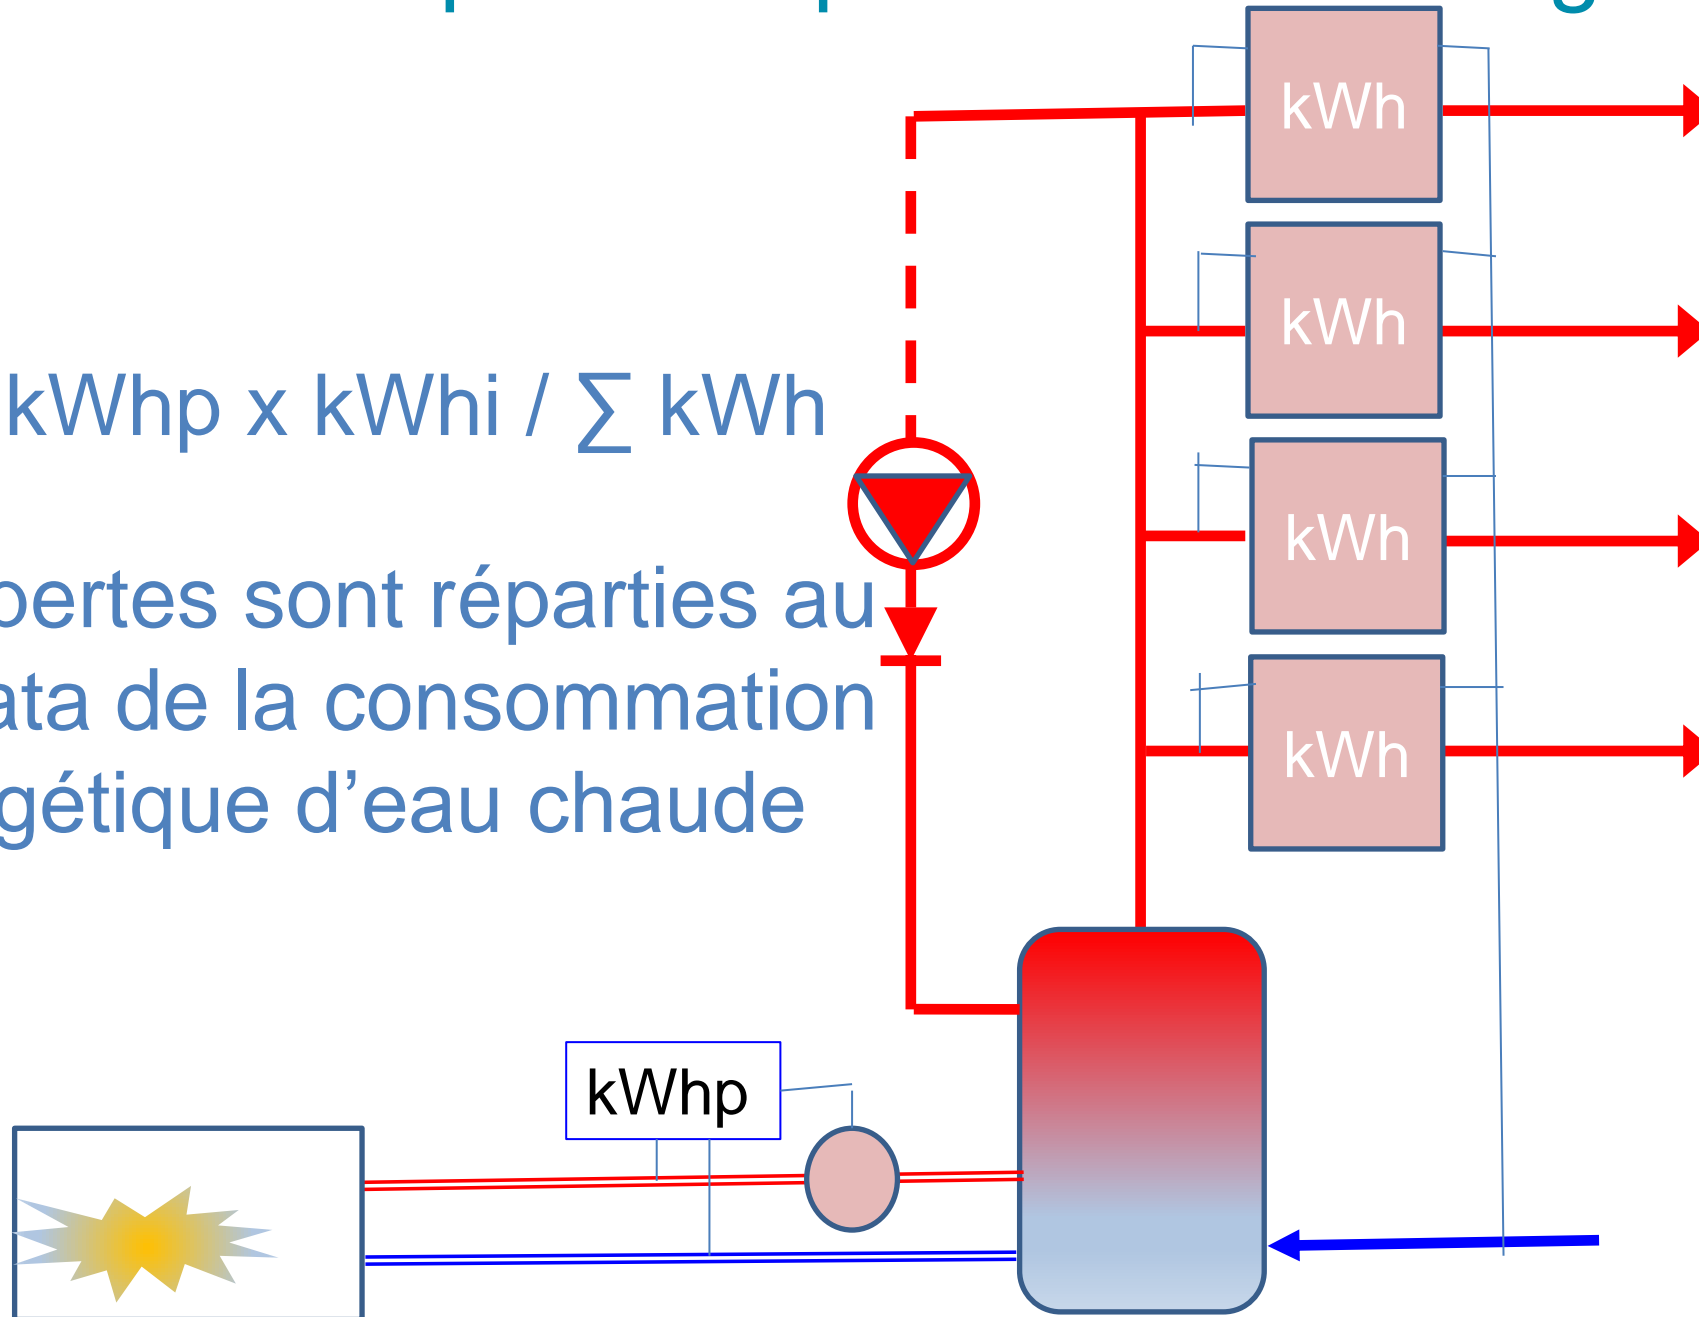 kWh
kWh
kWhp x kWhi / ∑ kWh
kWh
pertes sont réparties au
ata de la consommation
gétique d’eau chaude
kWh
kWhp